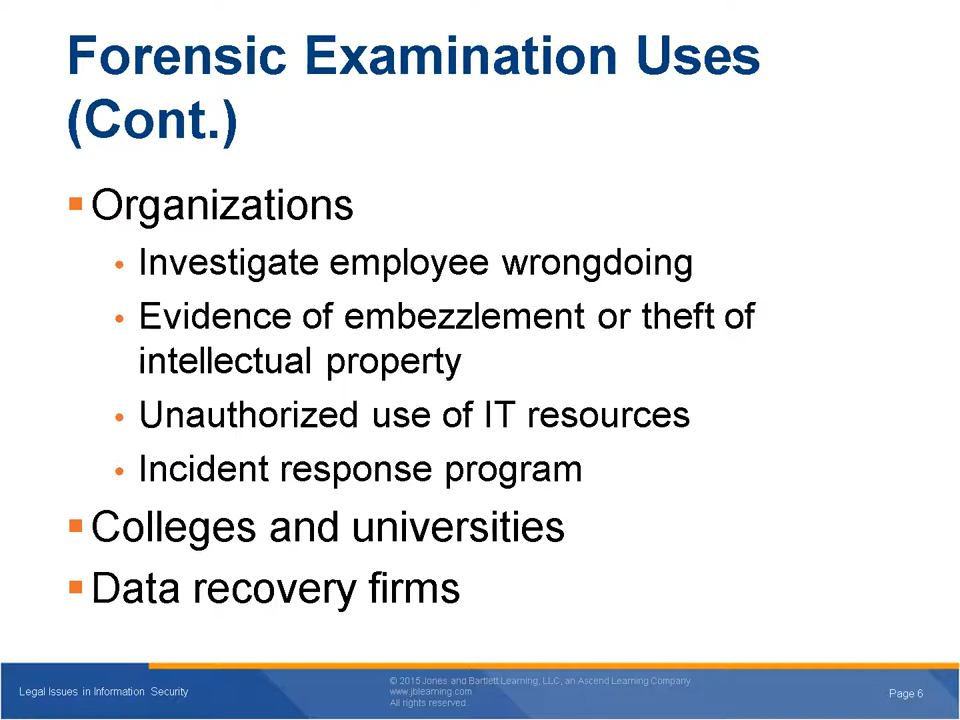 Forensic Examination Uses
(Cont.)
Organizations
Investigate employee wrongdoing
Evidence of embezzlement or theft of
intellectual property
Unauthorized use of IT resources
Incident response program
Colleges and universities
Data recovery firms
Legal Issues in Information Security
© 2015 Jones and Bartlett Learning, LLC, an Ascend Learning Company
www.jblearning.com
All rights reserved.
Page 6